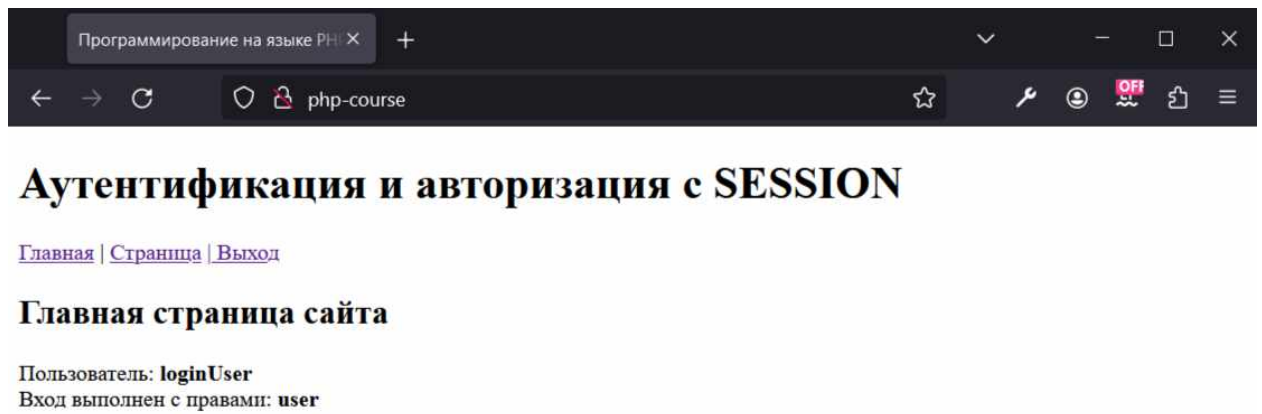 Программирование на языке PH
php-course
OFF
Аутентификация и авторизация с SESSION
Главная | Страница | Выход
Главная страница сайта
Пользователь: loginUser
Вход выполнен с правами: user